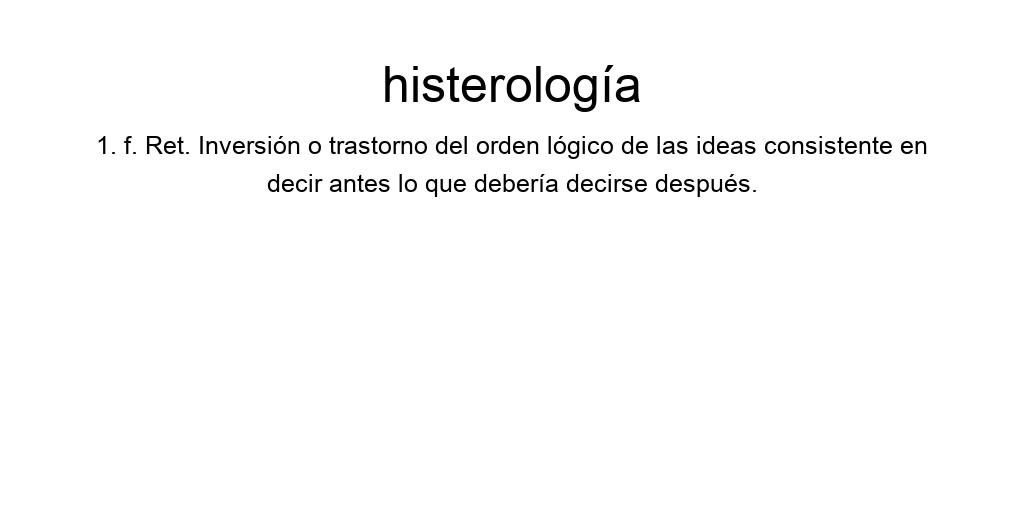 histerología
1. f. Ret. Inversión o trastorno del orden lógico de las ideas consistente en
decir antes lo que debería decirse después.